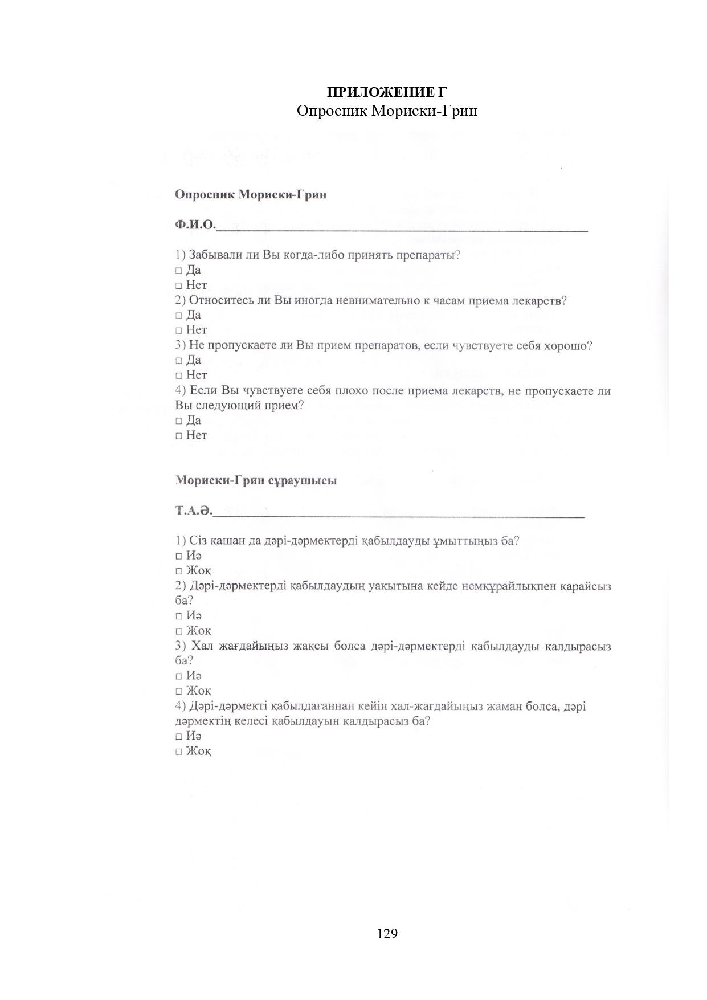 ПРИЛОЖЕНИЕ Г
Опросник Мориски-Грин
Опросник Мориски-Грин
Ф.И.О.
1) Забывали ли Вы когда-либо принять препараты?
□ Да
□ Нет
2) Относитесь ли Вы иногда невнимательно к часам приема лекарств?
□ Да
□ Нет
3) Не пропускаете ли Вы прием препаратов, если чувствуете себя хорошо?
□ Да
□ Нет
4) Если Вы чувствуете себя плохо после приема лекарств, не пропускаете ли
Вы следующий прием?
□ Да
□ Нет
Мориски-Грин сұраушысы
Т.А.Ә.
1) Сіз қашан да дәрі-дәрмектерді қабылдауды ұмыттыңыз ба?
□ Иә
□ Жоқ
2) Дәрі-дәрмектерді қабылдаудың уақытына кейде немқұрайлықпен қарайсыз
ба?
□ Иә
□ Жоқ
3) Хал жағдайыңыз жақсы болса дәрі-дәрмектерді қабылдауды қалдырасыз
ба?
□ Иә
□ Жоқ
4) Дәрі-дәрмекті қабылдағаннан кейін хал-жағдайыңыз жаман болса, дәрі
дәрмектің келесі қабылдауын қалдырасыз ба?
□ Иә
□ Жоқ
129